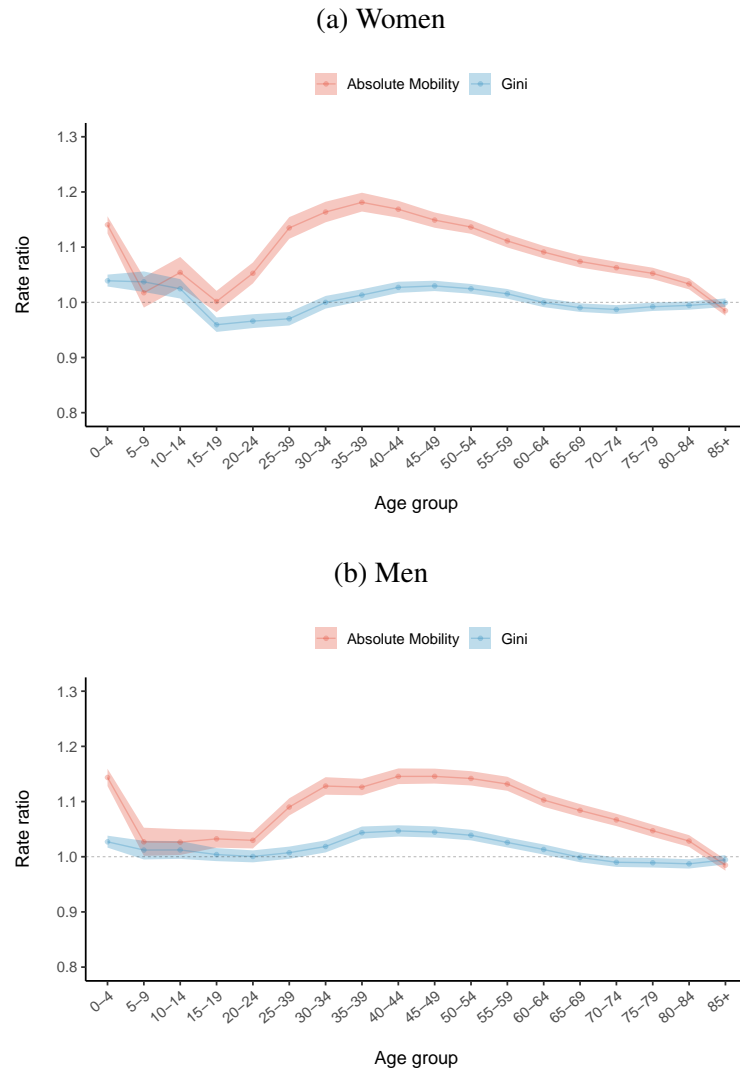 (a) Women
Absolute Mobility Gini
1.3
1.2
1.1
1.0
0.9
0.8
Rate ratio
0−4 5−9 10−14 15−19 20−24 25−39 30−34 35−39 40−44 45−49 50−54 55−59 60−64 65−69 70−74 75−79 80−84 85+
Age group
(b) Men
Absolute Mobility Gini
1.3
1.2
1.1
1.0
0.9
0.8
Rate ratio
0−4 5−9 10−14 15−19 20−24 25−39 30−34 35−39 40−44 45−49 50−54 55−59 60−64 65−69 70−74 75−79 80−84 85+
Age group